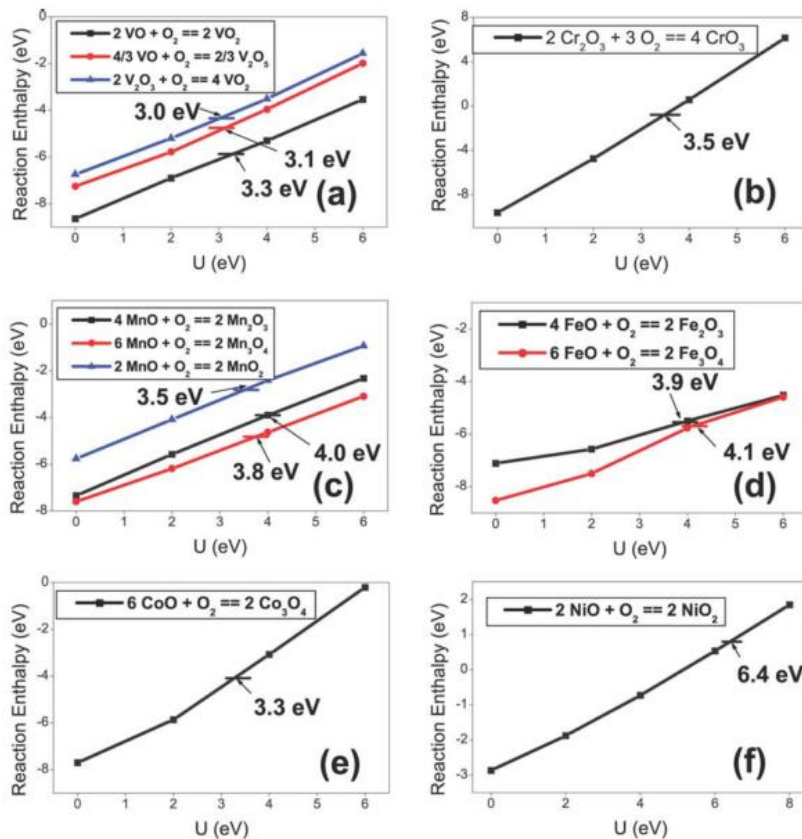 2 VO + O₂ == 2 VO₂
4/3 VO + O₂ == 2/3 V₂O₅
2 V₂O₃ + O₂ == 4 VO₂
3.0 eV
3.1 eV
3.3 eV
(a)
0
-2
-4
-6
-8
Reaction Enthalpy (eV)
0 1 2 3 4 5 6
U (eV)
2 Cr₂O₃ + 3 O₂ == 4 CrO₃
3.5 eV
(b)
8
4
0
-4
-8
Reaction Enthalpy (eV)
0 1 2 3 4 5 6
U (eV)
4 MnO + O₂ == 2 Mn₂O₃
6 MnO + O₂ == 2 Mn₃O₄
2 MnO + O₂ == 2 MnO₂
3.5 eV
4.0 eV
3.8 eV
(c)
0
-2
-4
-6
-8
Reaction Enthalpy (eV)
0 1 2 3 4 5 6
U (eV)
4 FeO + O₂ == 2 Fe₂O₃
6 FeO + O₂ == 2 Fe₃O₄
3.9 eV
4.1 eV
(d)
-2
-4
-6
-8
Reaction Enthalpy (eV)
0 1 2 3 4 5 6
U (eV)
6 CoO + O₂ == 2 Co₃O₄
3.3 eV
(e)
0
-2
-4
-6
-8
Reaction Enthalpy (eV)
0 1 2 3 4 5 6
U (eV)
2 NiO + O₂ == 2 NiO₂
6.4 eV
(f)
2
1
0
-1
-2
-3
Reaction Enthalpy (eV)
0 2 4 6 8
U (eV)